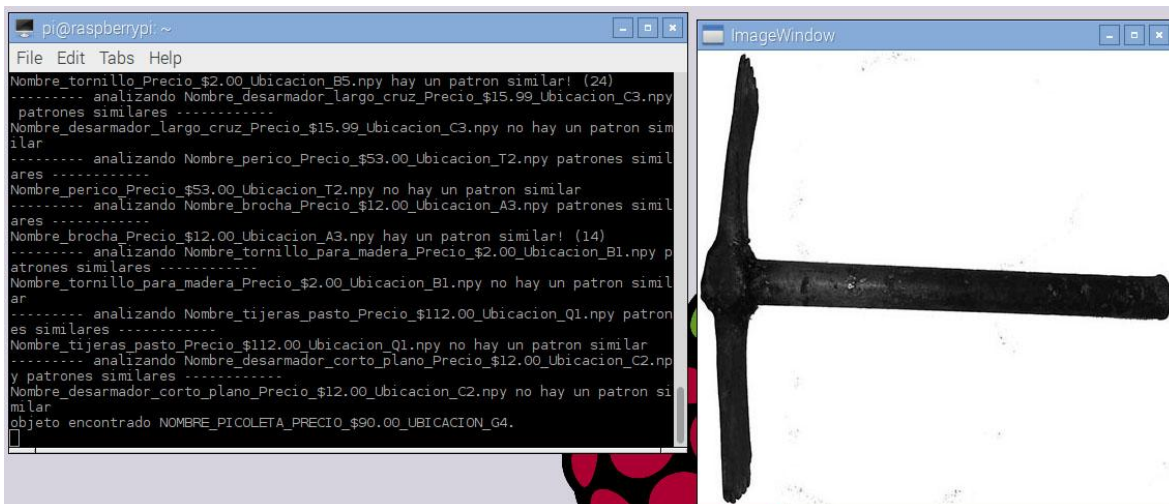 pi@raspberrypi: ~
File Edit Tabs Help
Nombre_tornillo_Precio_$2.00_Ubicacion_B5.npy hay un patron similar! (24)
--------- analizando Nombre_desarmador_largo_cruz_Precio_$15.99_Ubicacion_C3.npy
patrones similares ------------
Nombre_desarmador_largo_cruz_Precio_$15.99_Ubicacion_C3.npy no hay un patron sim
ilar
--------- analizando Nombre_perico_Precio_$53.00_Ubicacion_T2.npy patrones simil
ares ------------
Nombre_perico_Precio_$53.00_Ubicacion_T2.npy no hay un patron similar
--------- analizando Nombre_brocha_Precio_$12.00_Ubicacion_A3.npy patrones simil
ares ------------
Nombre_brocha_Precio_$12.00_Ubicacion_A3.npy hay un patron similar! (14)
--------- analizando Nombre_tornillo_para_madera_Precio_$2.00_Ubicacion_B1.npy p
atrones similares ------------
Nombre_tornillo_para_madera_Precio_$2.00_Ubicacion_B1.npy no hay un patron simil
ar
--------- analizando Nombre_tijeras_pasto_Precio_$112.00_Ubicacion_Q1.npy patron
es similares ------------
Nombre_tijeras_pasto_Precio_$112.00_Ubicacion_Q1.npy no hay un patron similar
--------- analizando Nombre_desarmador_corto_plano_Precio_$12.00_Ubicacion_C2.np
y patrones similares ------------
Nombre_desarmador_corto_plano_Precio_$12.00_Ubicacion_C2.npy no hay un patron si
milar
objeto encontrado NOMBRE_PICOLETA_PRECIO_$90.00_UBICACION_G4.
ImageWindow